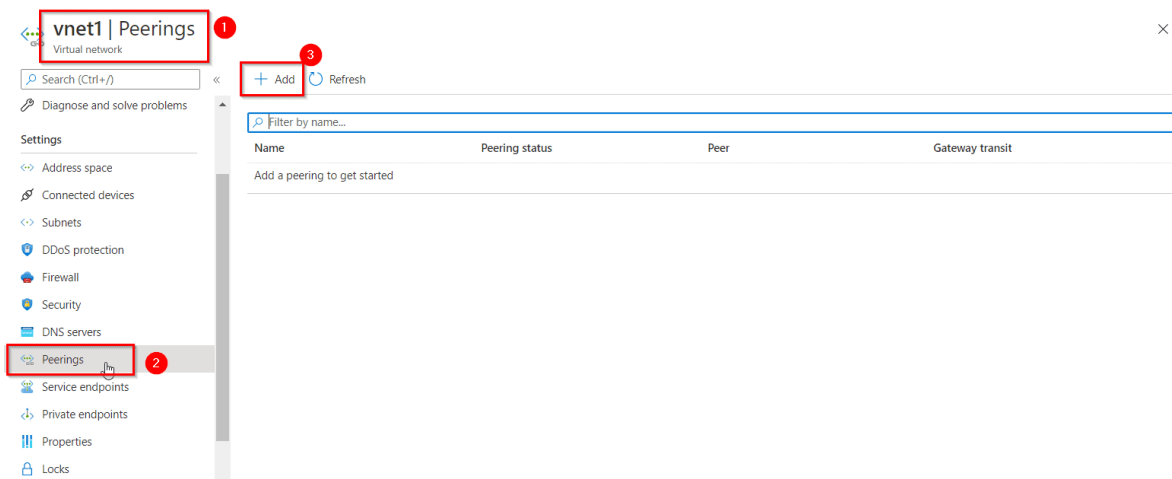 vnet1 | Peerings
1
Virtual network
3
Search (Ctrl+/)
«
Add
Refresh
Diagnose and solve problems
Filter by name...
Settings
Name Peering status Peer Gateway transit
Address space
Add a peering to get started
Connected devices
Subnets
DDoS protection
Firewall
Security
DNS servers
Peerings
2
Service endpoints
Private endpoints
Properties
Locks